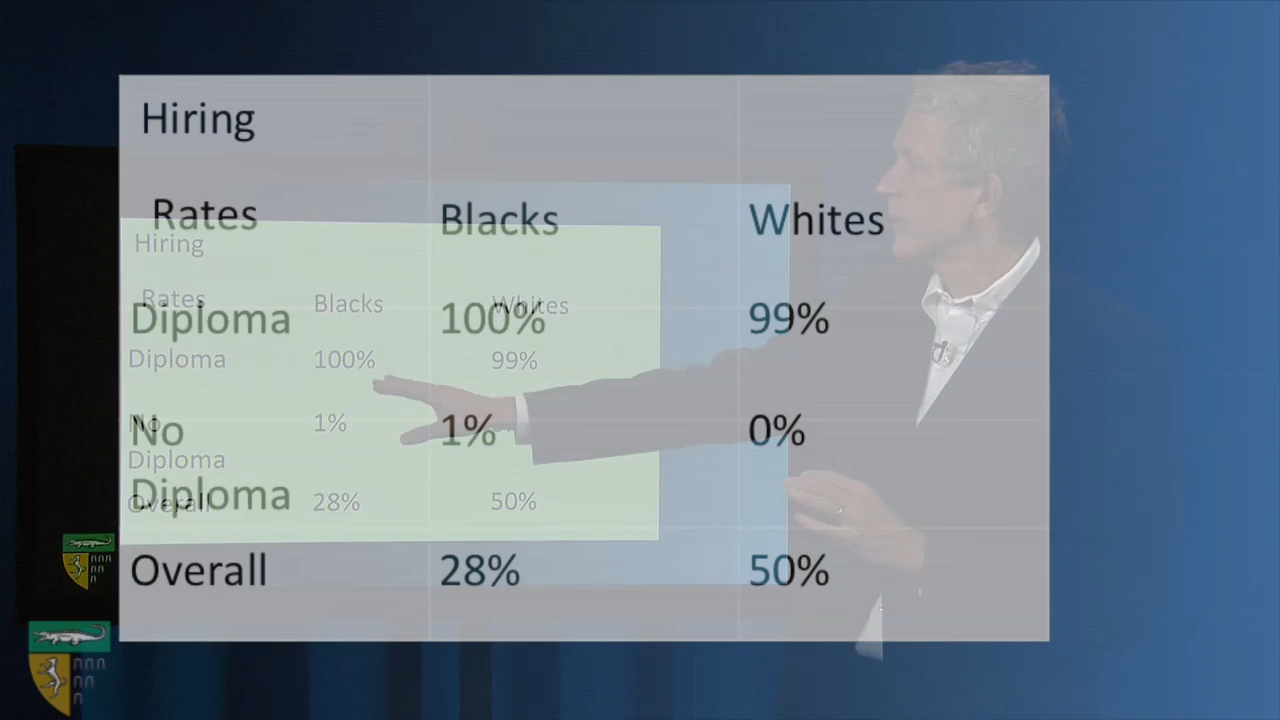 Hiring
Rates Blacks Whites
Diploma 100% 99%
No 1% 0%
Diploma
Overall 28% 50%
Hiring
Rates Blacks Whites
Diploma 100% 99%
No 1%
Diploma
Overall 28% 50%